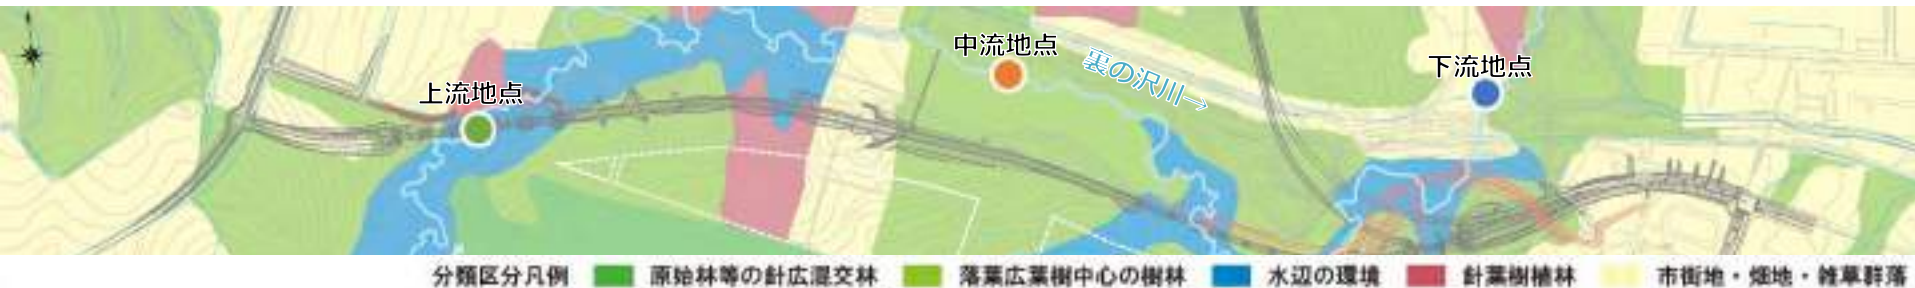 中流地点
裏の沢川→
下流地点
上流地点
分類区分凡例 原始林等の針広混交林 落葉広葉樹中心の樹林 水辺の環境 針葉樹植林 市街地・畑地・雑草群落